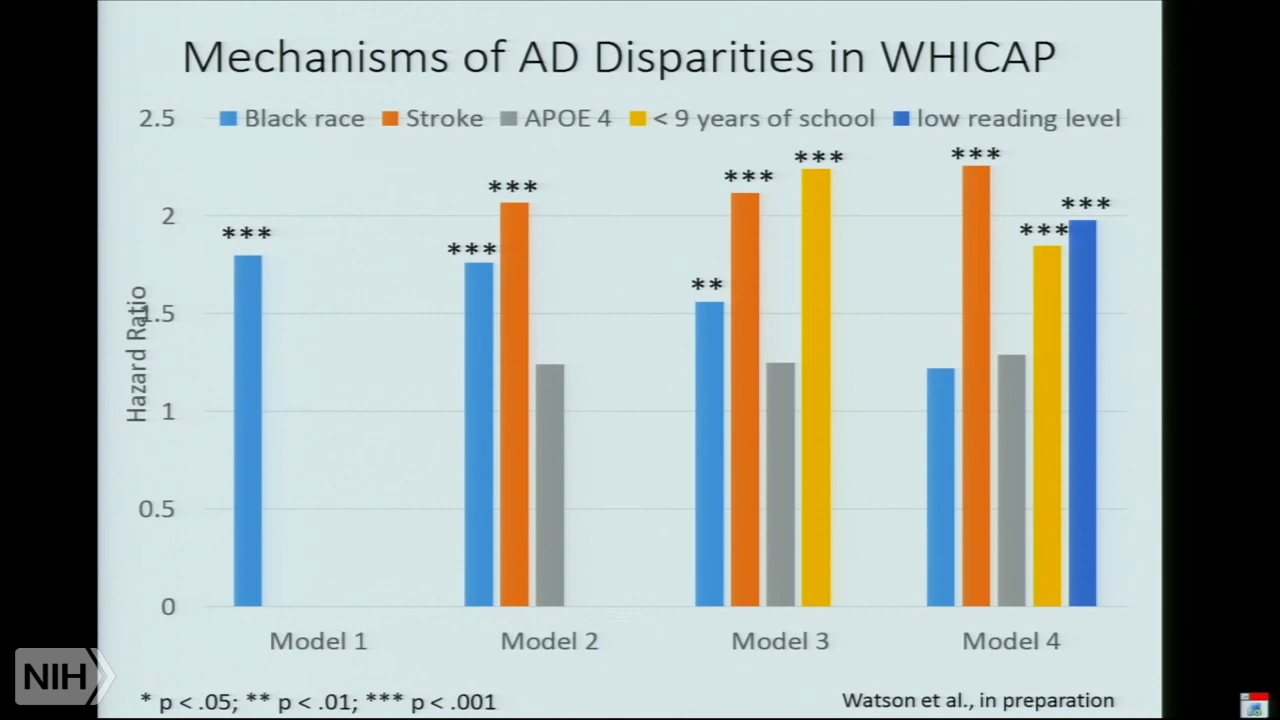 Mechanisms of AD Disparities in WHICAP
2.5
Black race Stroke APOE 4 < 9 years of school low reading level
2
1.5
1
0.5
0
Hazard Ratio
***
***
***
**
***
***
***
***
***
Model 1 Model 2 Model 3 Model 4
NIH
* p < .05; ** p < .01; *** p < .001
Watson et al., in preparation